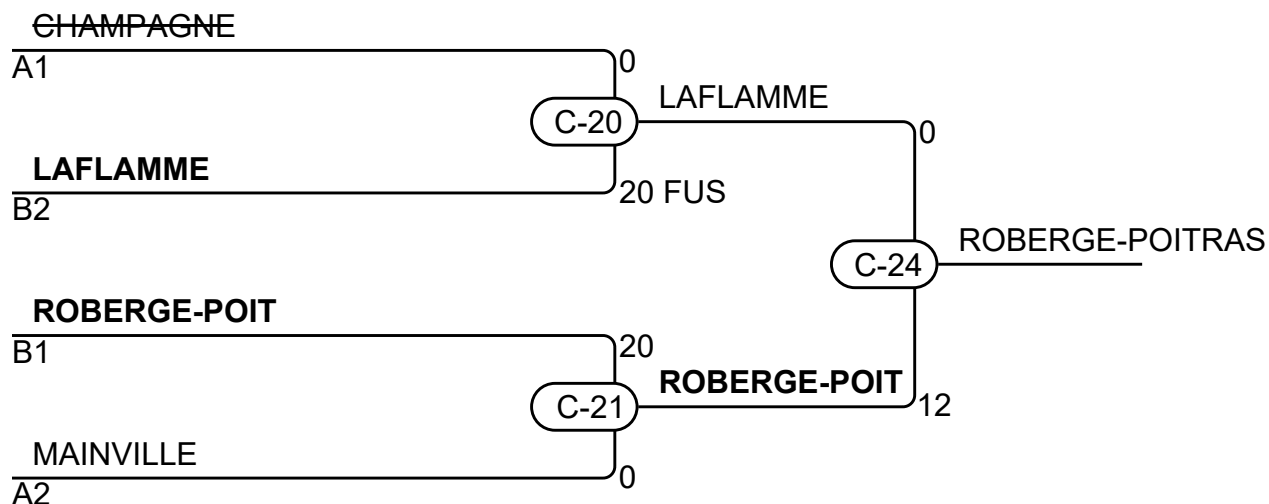 CHAMPAGNE
A1
0
C-20
LAFLAMME
0
LAFLAMME
B2
20 FUS
C-24
ROBERGE-POITRAS
ROBERGE-POIT
B1
20
C-21
ROBERGE-POIT
12
MAINVILLE
A2
0